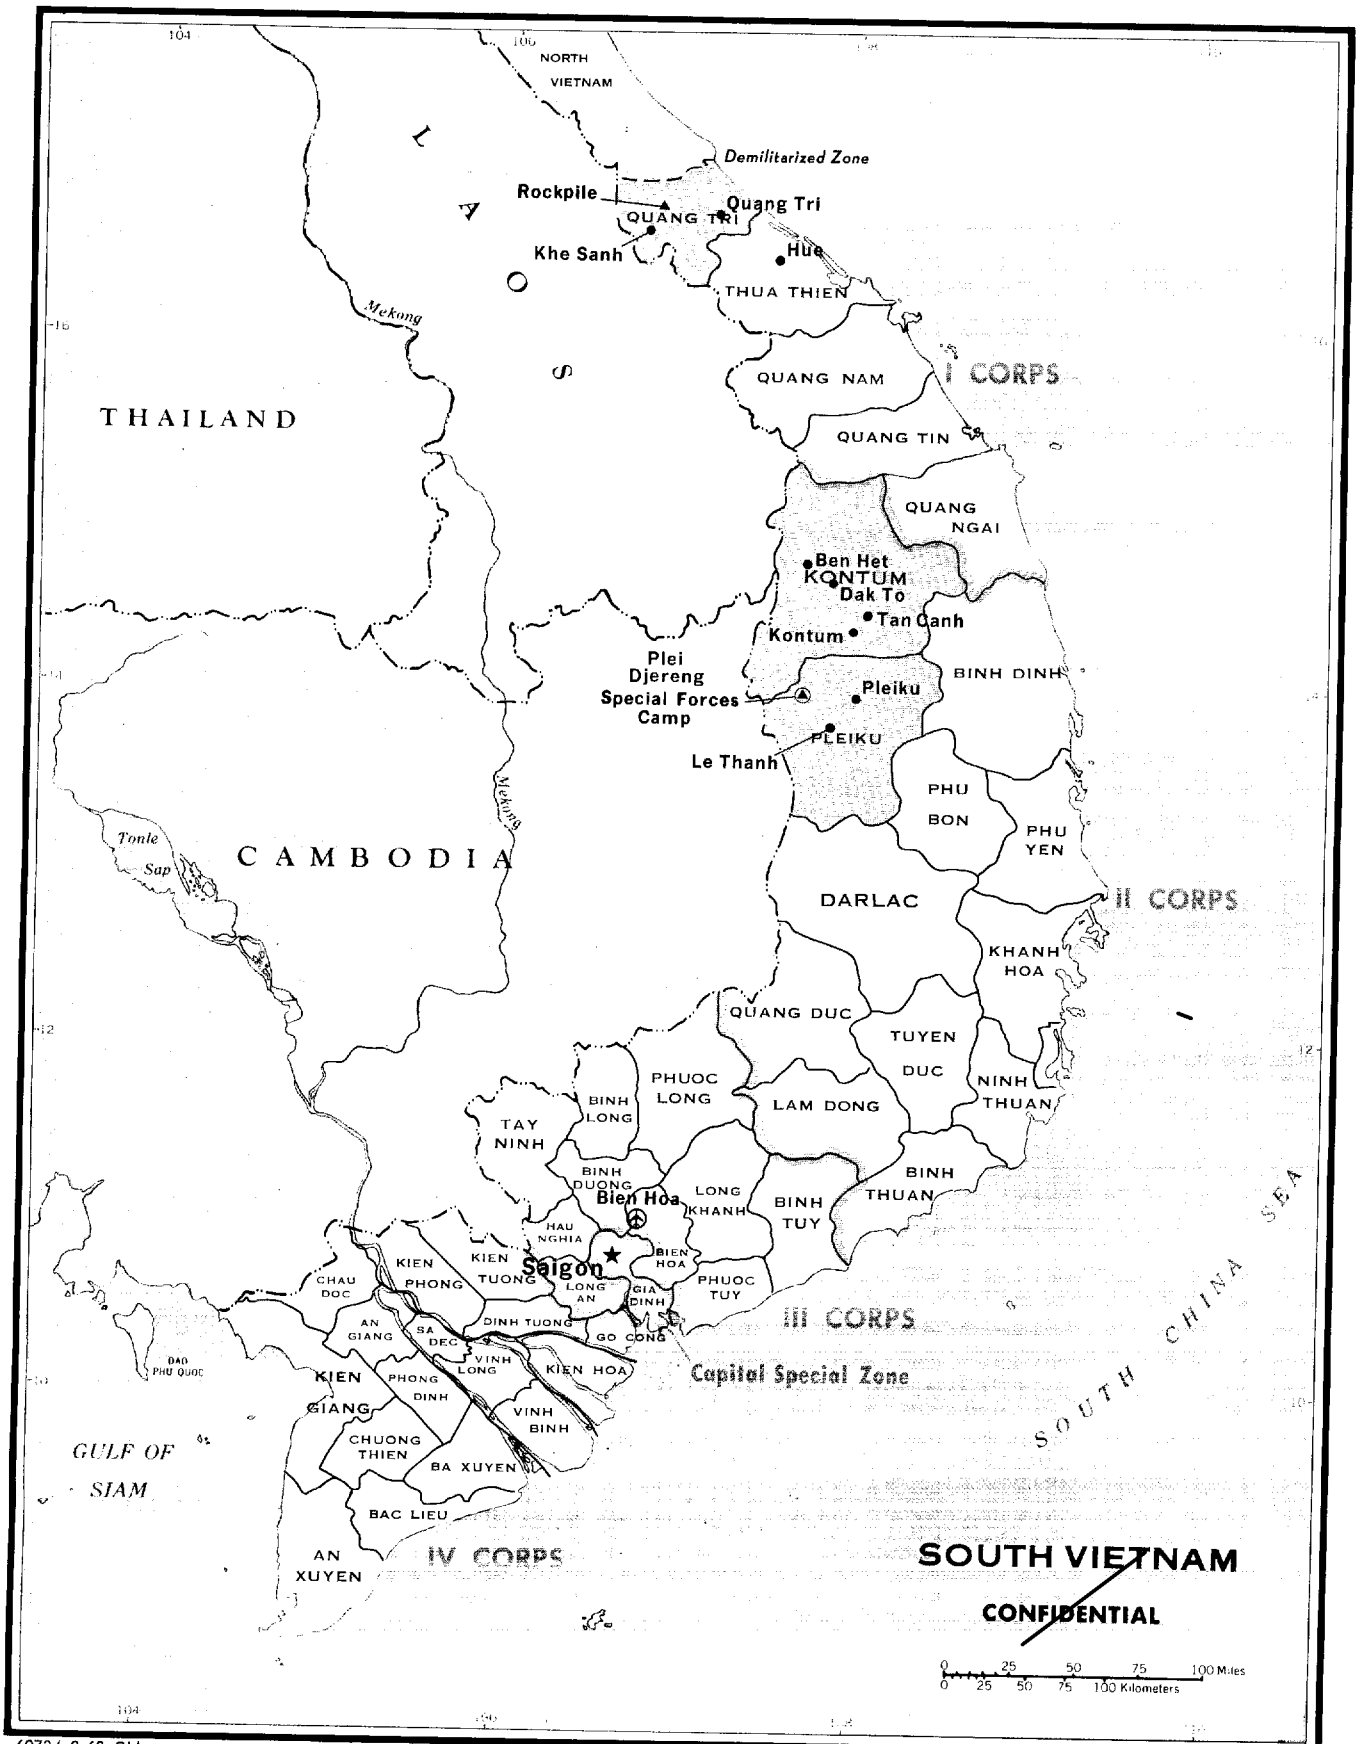 104
106
108
NORTH
VIETNAM
Demilitarized Zone
LAOS
Rockpile
Quang Tri
QUANG TRI
Khe Sanh
Hue
THUA THIEN
Mekong
16
16
QUANG NAM
I CORPS
THAILAND
QUANG TIN
QUANG
NGAI
Ben Het
KONTUM
Dak To
Tan Canh
Kontum
Plei
Djereng
Special Forces
Camp
14
BINH DINH
Pleiku
PLEIKU
Le Thanh
Mekong
PHU
BON
PHU
YEN
Tonle
Sap
CAMBODIA
DARLAC
II CORPS
KHANH
HOA
QUANG DUC
12
12
TUYEN
DUC
PHUOC
LONG
NINH
THUAN
BINH
LONG
LAM DONG
TAY
NINH
BINH
DUONG
BINH
THUAN
Bien Hoa
LONG
KHANH
BINH
TUY
HAU
NGHIA
SOUTH CHINA SEA
KIEN
PHONG
KIEN
TUONG
Saigon
BIEN
HOA
CHAU
DOC
LONG
AN
GIA
DINH
PHUOC
TUY
AN
GIANG
SA
DEC
DINH TUONG
GO CONG
III CORPS
DAO
PHU QUOC
VINH
LONG
KIEN HOA
Capital Special Zone
10
10
KIEN
GIANG
PHONG
DINH
VINH
BINH
CHUONG
THIEN
BA XUYEN
GULF OF
SIAM
BAC LIEU
AN
XUYEN
IV CORPS
SOUTH VIETNAM
CONFIDENTIAL
0 25 50 75 100 Miles
0 25 50 75 100 Kilometers
104
106
108